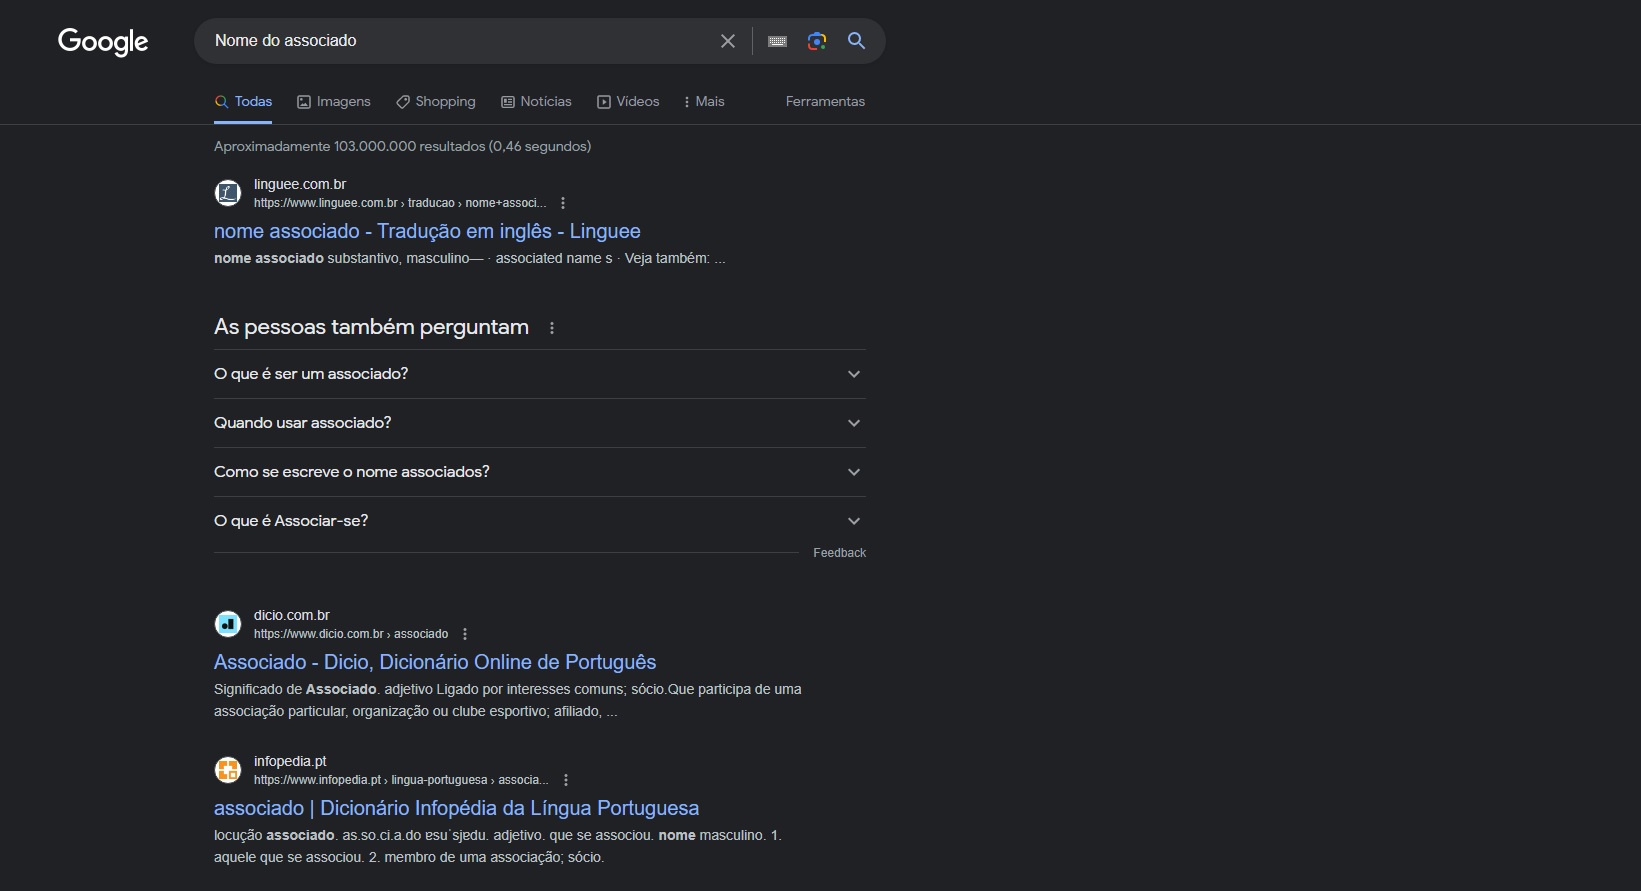 Google
Nome do associado
Todas
Imagens
Shopping
Notícias
Vídeos
Mais
Ferramentas
Aproximadamente 103.000.000 resultados (0,46 segundos)
linguee.com.br
https://www.linguee.com.br › traducao › nome+associ...
nome associado - Tradução em inglês - Linguee
nome associado substantivo, masculino— · associated name s · Veja também: ...
As pessoas também perguntam
O que é ser um associado?
Quando usar associado?
Como se escreve o nome associados?
O que é Associar-se?
Feedback
dicio.com.br
https://www.dicio.com.br › associado
Associado - Dicio, Dicionário Online de Português
Significado de Associado. adjetivo Ligado por interesses comuns; sócio.Que participa de uma
associação particular, organização ou clube esportivo; afiliado, ...
infopedia.pt
https://www.infopedia.pt › lingua-portuguesa › associa...
associado | Dicionário Infopédia da Língua Portuguesa
locução associado. as.so.ci.a.do ɐsuˈsjɐdu. adjetivo. que se associou. nome masculino. 1.
aquele que se associou. 2. membro de uma associação; sócio.